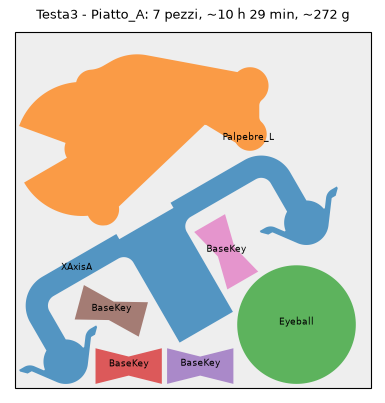 Testa3 - Piatto_A: 7 pezzi, ~10 h 29 min, ~272 g
Palpebre_L
BaseKey
XAxisA
BaseKey
Eyeball
BaseKey
BaseKey